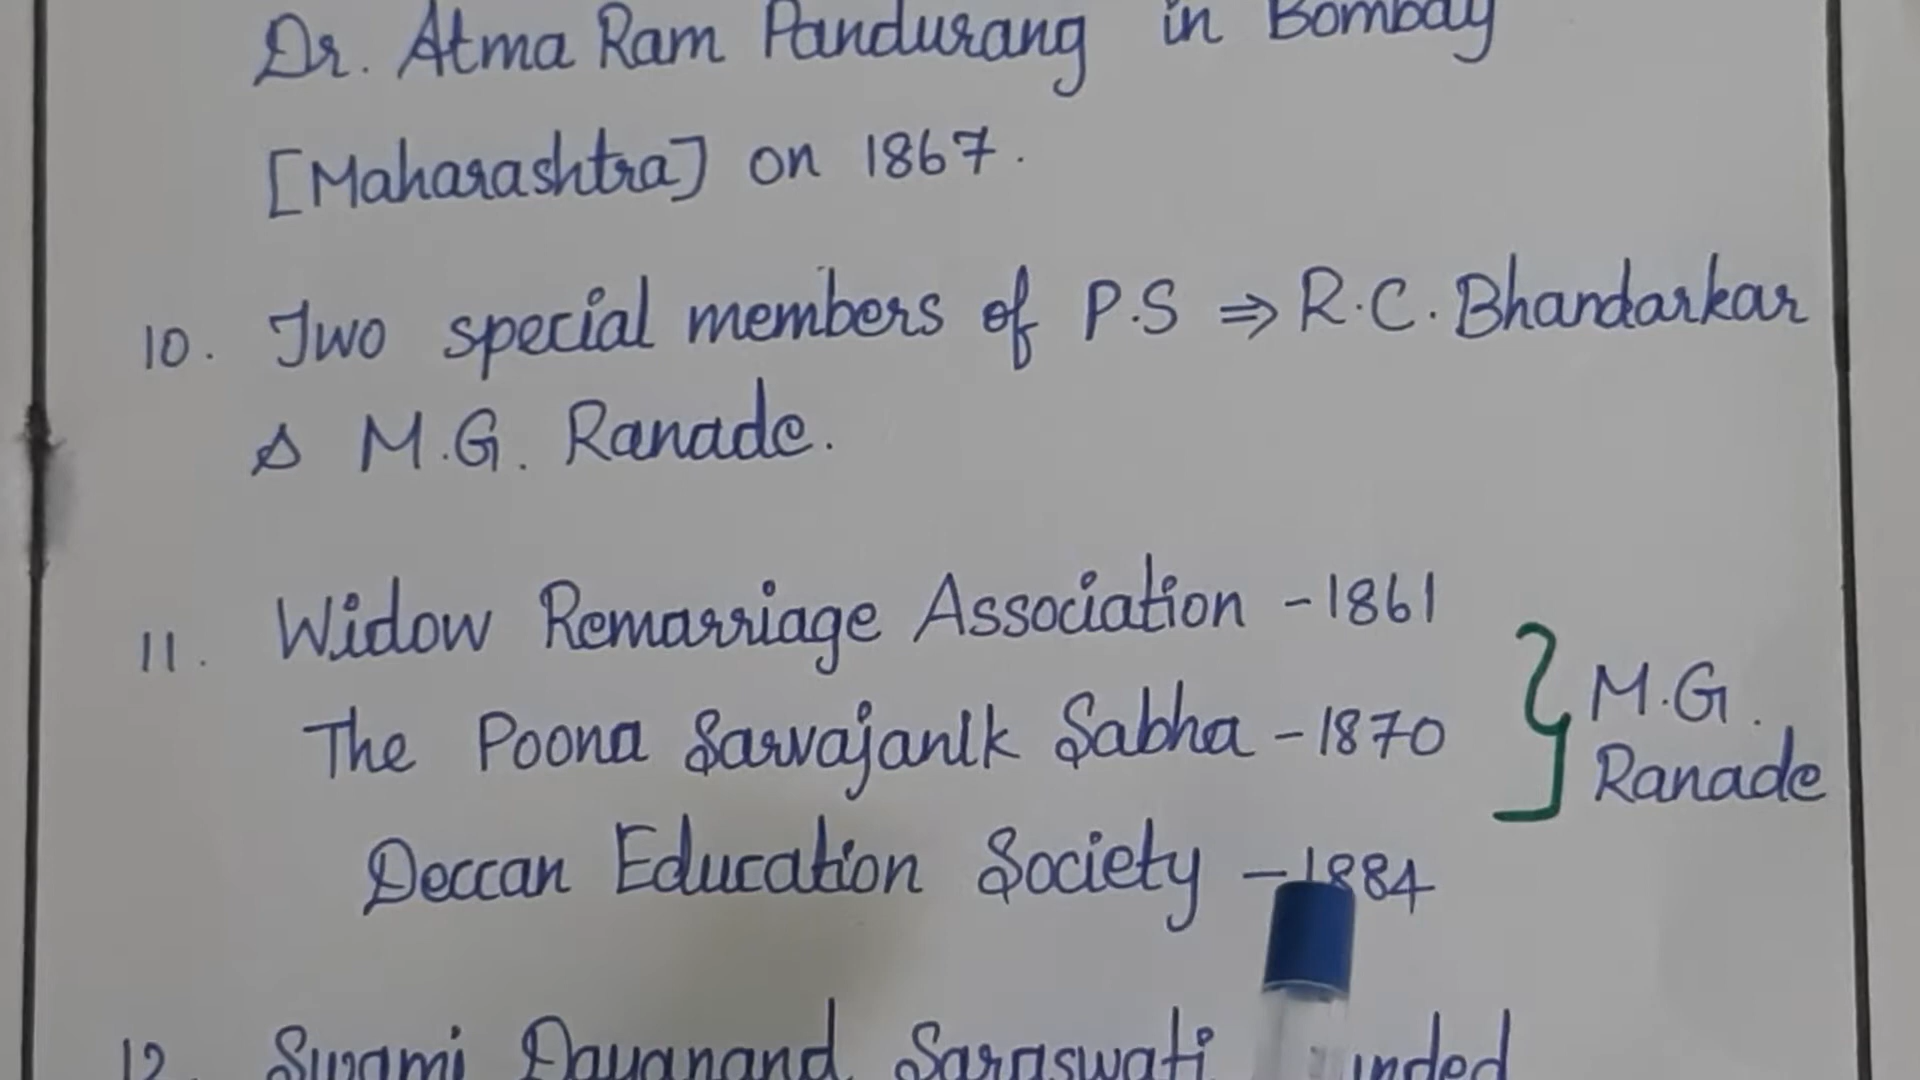 Dr. Atma Ram Pandurang in Bombay
[Maharashtra] on 1867.
10. Two special members of P.S ⇒ R.C. Bhandarkar
& M.G. Ranade.
11. Widow Remarriage Association - 1861
The Poona Sarvajanik Sabha - 1870
M.G.
Ranade
Deccan Education Society - 1884
12. Swami Dayanand Saraswati